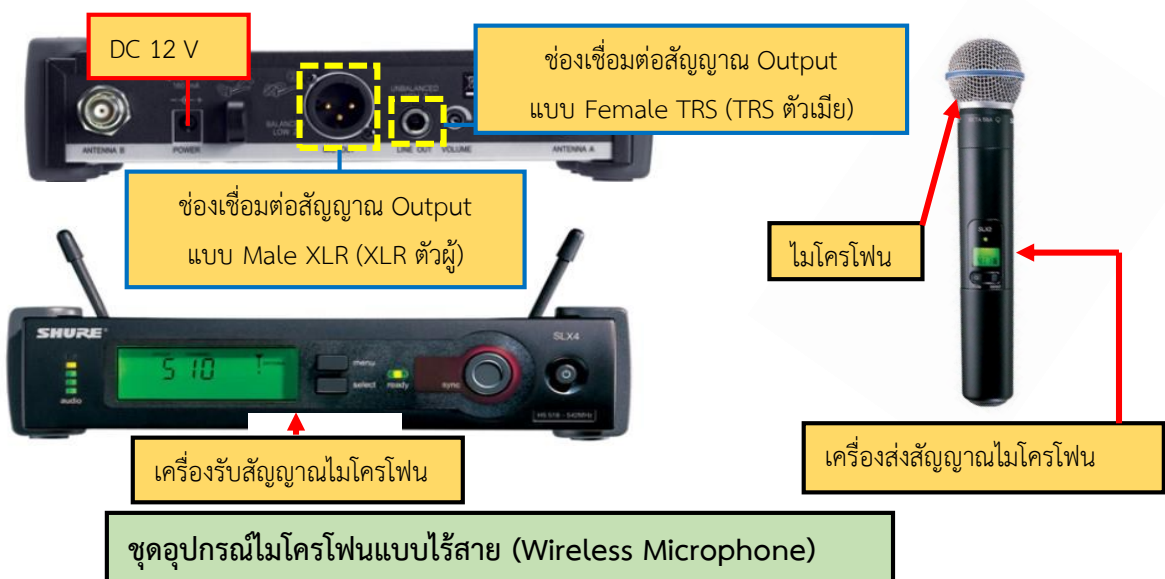 DC 12 V
ช่องเชื่อมต่อสัญญาณ Output
แบบ Female TRS (TRS ตัวเมีย)
UNBALANCED
ANTENNA B
POWER
LINE OUT
VOLUME
ANTENNA A
ช่องเชื่อมต่อสัญญาณ Output
แบบ Male XLR (XLR ตัวผู้)
ไมโครโฟน
SLX2
SHURE
SLX4
510
menu
select
ready
sync
audio
เครื่องรับสัญญาณไมโครโฟน
เครื่องส่งสัญญาณไมโครโฟน
ชุดอุปกรณ์ไมโครโฟนแบบไร้สาย (Wireless Microphone)